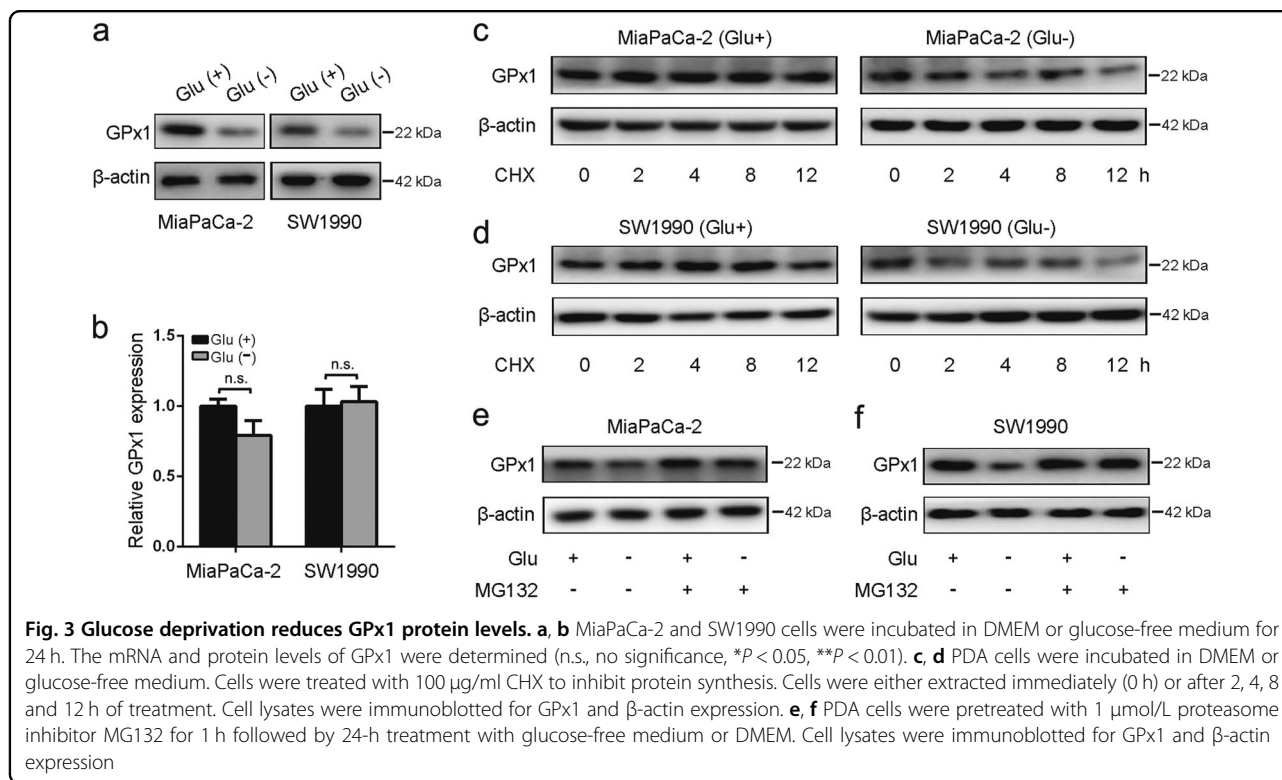 a
Glu (+) Glu (-) Glu (+) Glu (-)
GPx1 22 kDa
β-actin 42 kDa
MiaPaCa-2 SW1990
b
Relative GPx1 expression
1.5
1.0
0.5
0.0
Glu (+)
Glu (−)
n.s. n.s.
MiaPaCa-2 SW1990
c
MiaPaCa-2 (Glu+) MiaPaCa-2 (Glu-)
GPx1 22 kDa
β-actin 42 kDa
CHX 0 2 4 8 12 0 2 4 8 12 h
d
SW1990 (Glu+) SW1990 (Glu-)
GPx1 22 kDa
β-actin 42 kDa
CHX 0 2 4 8 12 0 2 4 8 12 h
e
MiaPaCa-2
GPx1 22 kDa
β-actin 42 kDa
Glu + - + -
MG132 - - + +
f
SW1990
GPx1 22 kDa
β-actin 42 kDa
+ - + -
- - + +
Fig. 3 Glucose deprivation reduces GPx1 protein levels. a, b MiaPaCa-2 and SW1990 cells were incubated in DMEM or glucose-free medium for
24 h. The mRNA and protein levels of GPx1 were determined (n.s., no significance, *P < 0.05, **P < 0.01). c, d PDA cells were incubated in DMEM or
glucose-free medium. Cells were treated with 100 μg/ml CHX to inhibit protein synthesis. Cells were either extracted immediately (0 h) or after 2, 4, 8
and 12 h of treatment. Cell lysates were immunoblotted for GPx1 and β-actin expression. e, f PDA cells were pretreated with 1 μmol/L proteasome
inhibitor MG132 for 1 h followed by 24-h treatment with glucose-free medium or DMEM. Cell lysates were immunoblotted for GPx1 and β-actin
expression